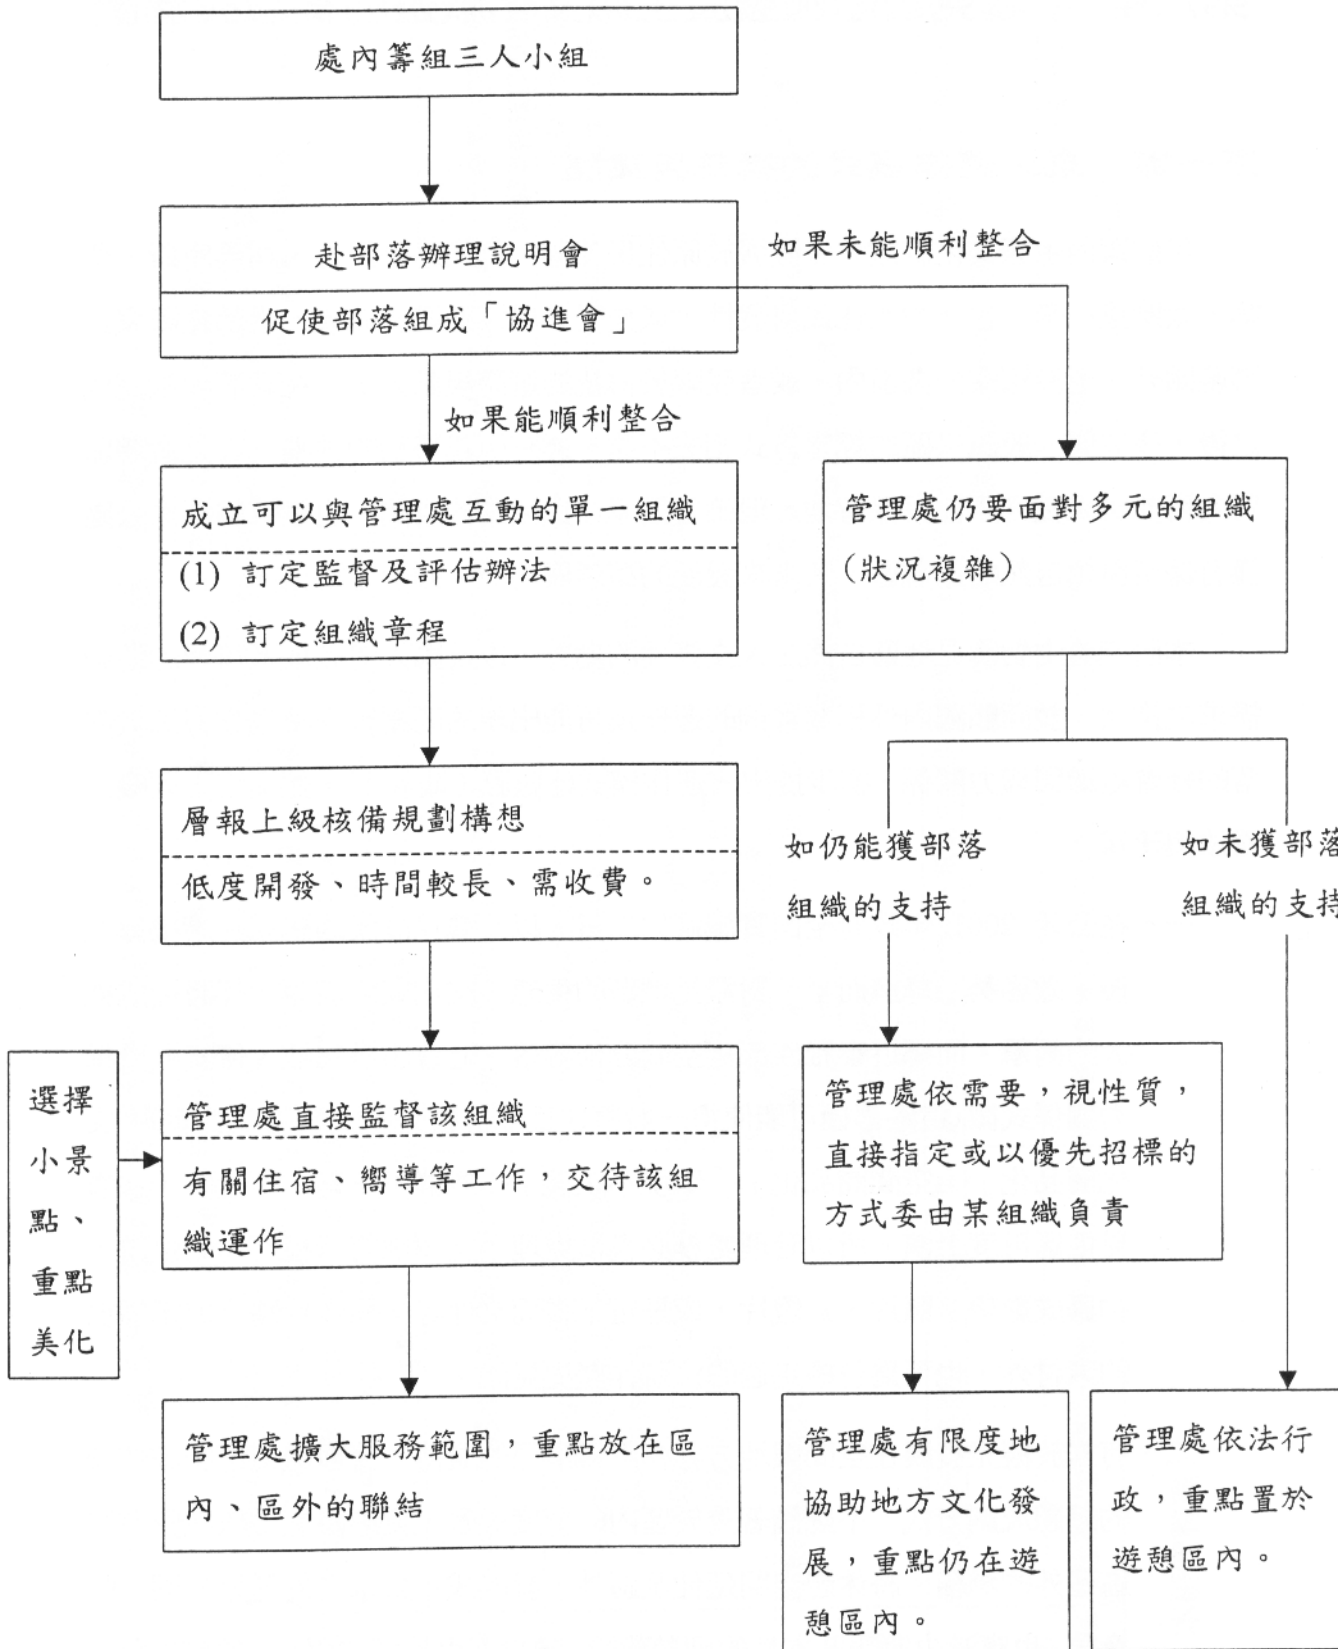 處內籌組三人小組
赴部落辦理說明會
促使部落組成「協進會」
如果未能順利整合
如果能順利整合
成立可以與管理處互動的單一組織
(1) 訂定監督及評估辦法
(2) 訂定組織章程
管理處仍要面對多元的組織
(狀況複雜)
層報上級核備規劃構想
低度開發、時間較長、需收費。
如仍能獲部落
組織的支持
如未獲部落
組織的支持
選擇
小景
點、
重點
美化
管理處直接監督該組織
有關住宿、嚮導等工作，交待該組
織運作
管理處依需要，視性質，
直接指定或以優先招標的
方式委由某組織負責
管理處擴大服務範圍，重點放在區
內、區外的聯結
管理處有限度地
協助地方文化發
展，重點仍在遊
憩區內。
管理處依法行
政，重點置於
遊憩區內。